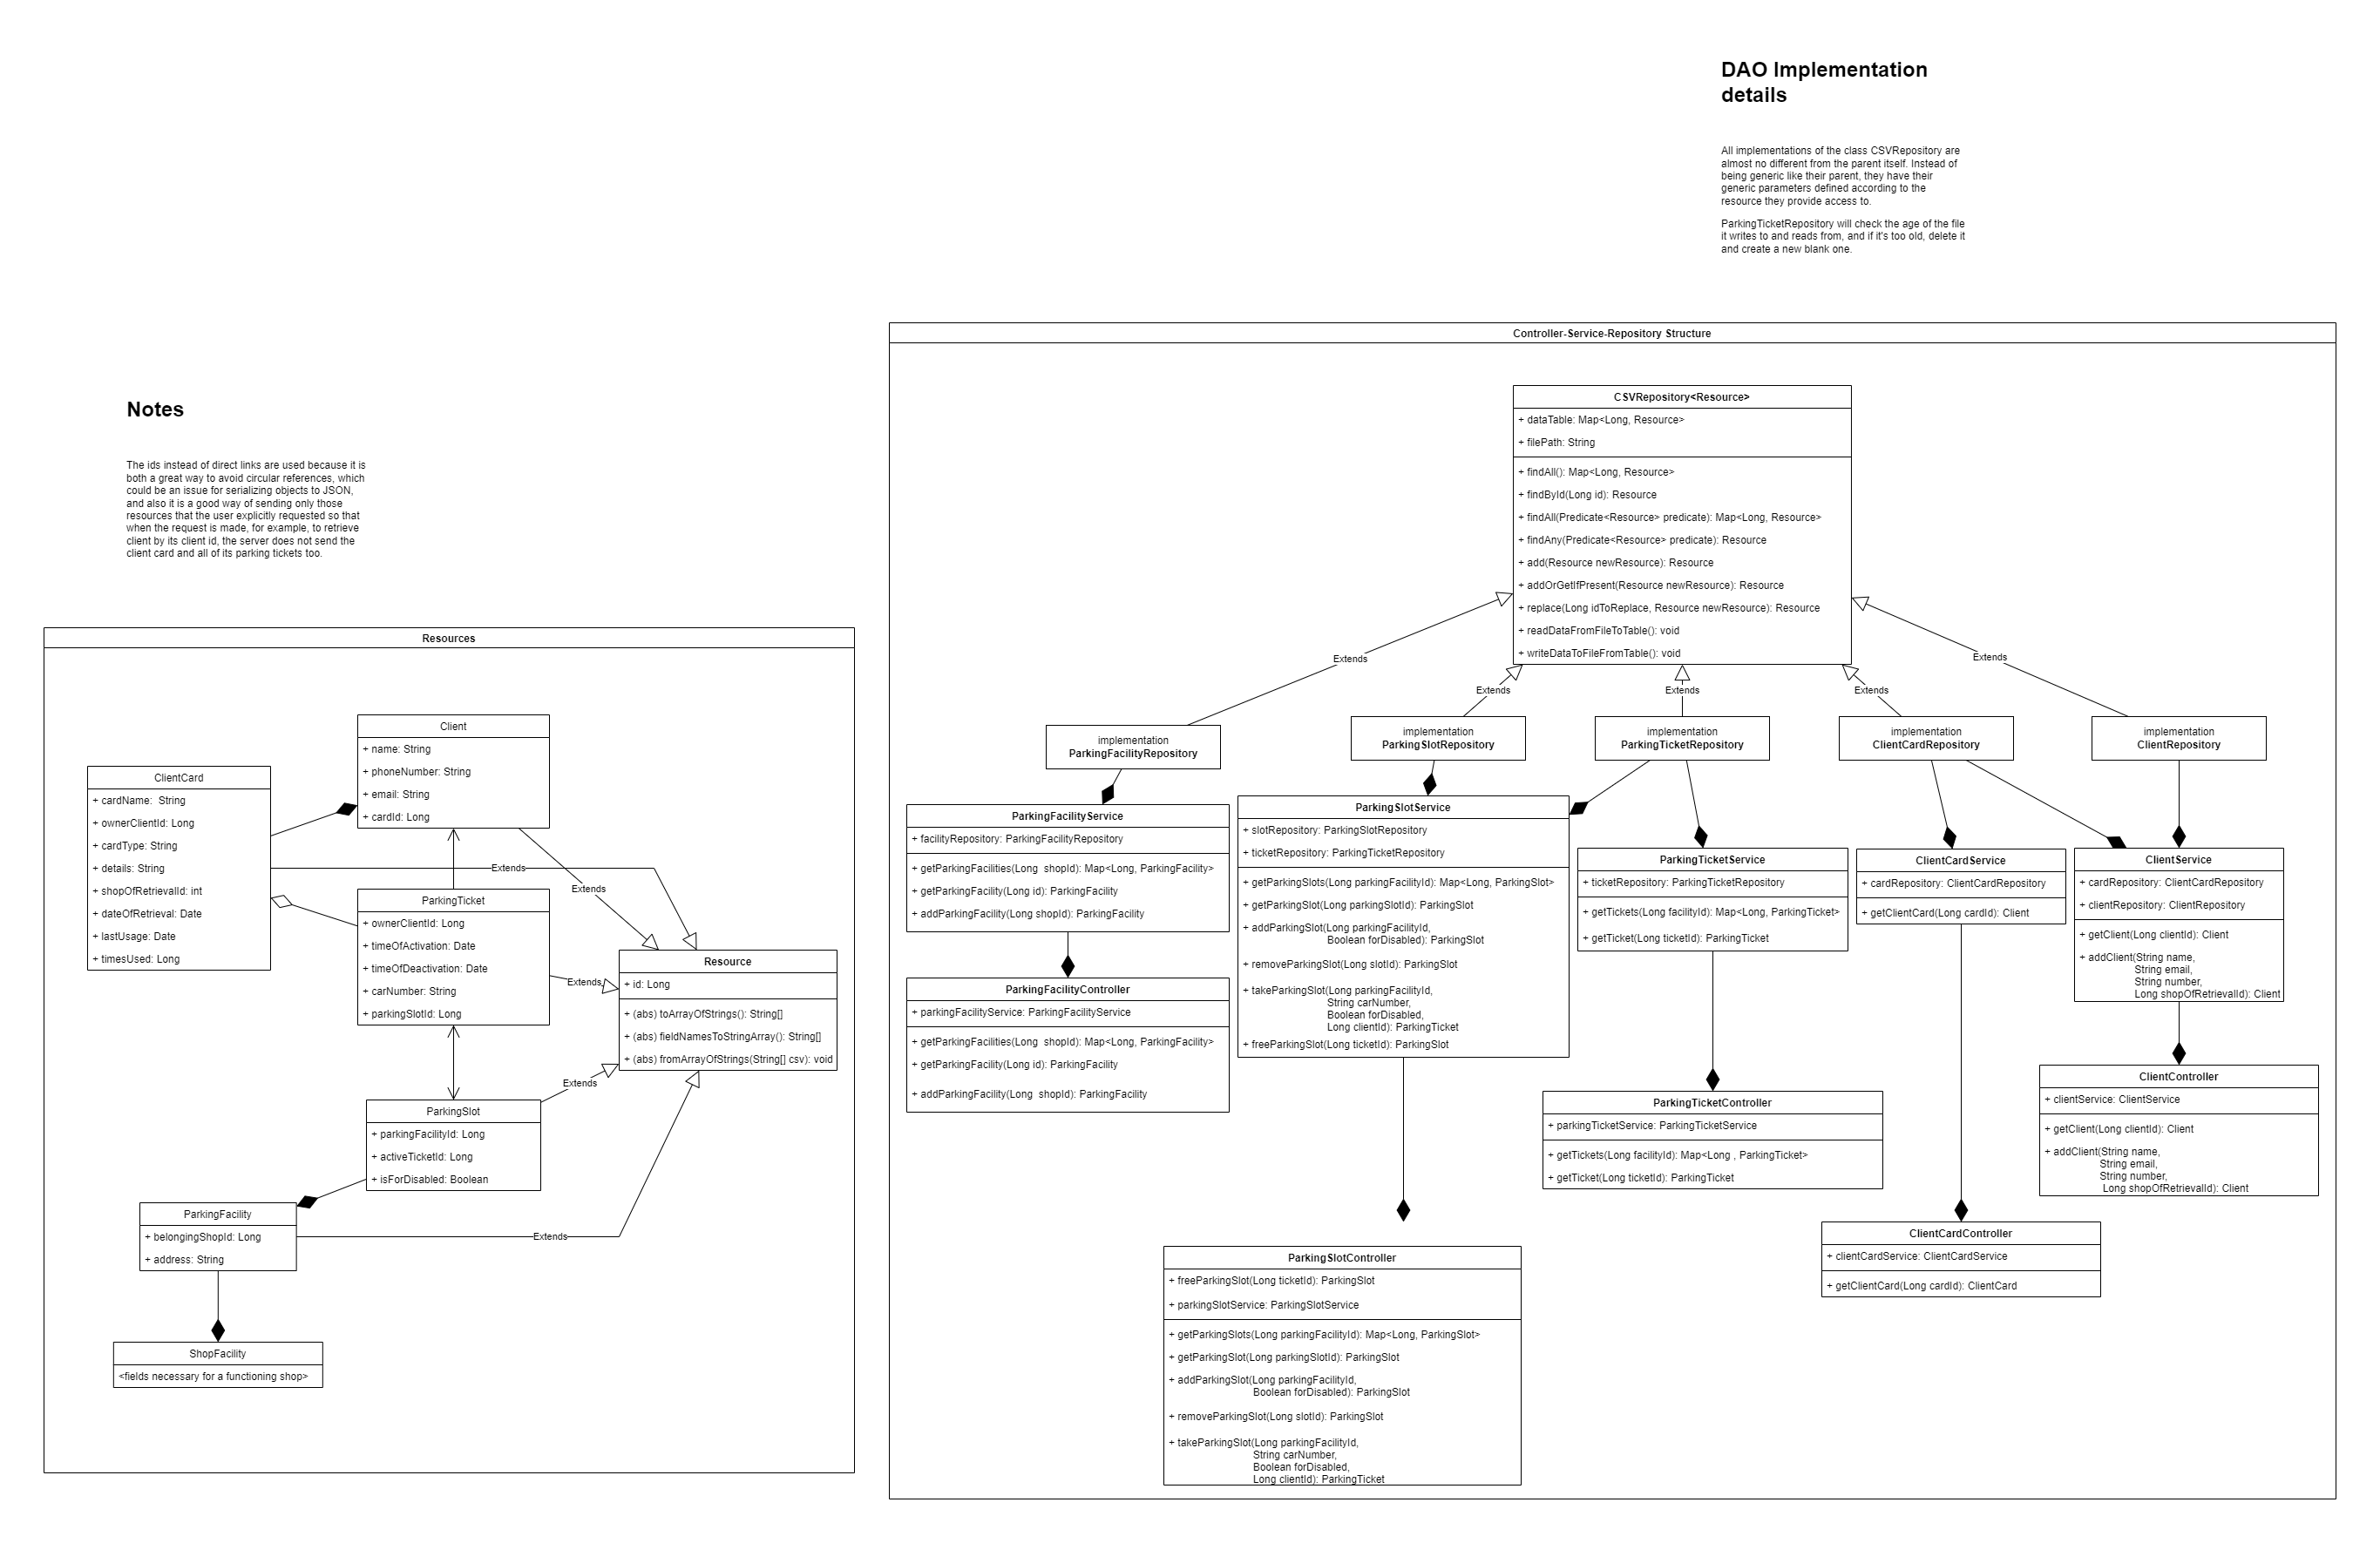 DAO Implementation
details
All implementations of the class CSVRepository are
almost no different from the parent itself. Instead of
being generic like their parent, they have their
generic parameters defined according to the
resource they provide access to.
ParkingTicketRepository will check the age of the file
it writes to and reads from, and if it's too old, delete it
and create a new blank one.
Notes
The ids instead of direct links are used because it is
both a great way to avoid circular references, which
could be an issue for serializing objects to JSON,
and also it is a good way of sending only those
resources that the user explicitly requested so that
when the request is made, for example, to retrieve
client by its client id, the server does not send the
client card and all of its parking tickets too.
Resources
Client
+ name: String
+ phoneNumber: String
+ email: String
+ cardId: Long
ClientCard
+ cardName:  String
+ ownerClientId: Long
+ cardType: String
+ details: String
+ shopOfRetrievalId: int
+ dateOfRetrieval: Date
+ lastUsage: Date
+ timesUsed: Long
Extends
Extends
ParkingTicket
+ ownerClientId: Long
+ timeOfActivation: Date
+ timeOfDeactivation: Date
+ carNumber: String
+ parkingSlotId: Long
Extends
Resource
+ id: Long
+ (abs) toArrayOfStrings(): String[]
+ (abs) fieldNamesToStringArray(): String[]
+ (abs) fromArrayOfStrings(String[] csv): void
Extends
ParkingSlot
+ parkingFacilityId: Long
+ activeTicketId: Long
+ isForDisabled: Boolean
ParkingFacility
+ belongingShopId: Long
+ address: String
Extends
ShopFacility
<fields necessary for a functioning shop>
Controller-Service-Repository Structure
CSVRepository<Resource>
+ dataTable: Map<Long, Resource>
+ filePath: String
+ findAll(): Map<Long, Resource>
+ findById(Long id): Resource
+ findAll(Predicate<Resource> predicate): Map<Long, Resource>
+ findAny(Predicate<Resource> predicate): Resource
+ add(Resource newResource): Resource
+ addOrGetIfPresent(Resource newResource): Resource
+ replace(Long idToReplace, Resource newResource): Resource
+ readDataFromFileToTable(): void
+ writeDataToFileFromTable(): void
Extends
Extends
Extends
Extends
Extends
implementation
ParkingFacilityRepository
implementation
ParkingSlotRepository
implementation
ParkingTicketRepository
implementation
ClientCardRepository
implementation
ClientRepository
ParkingFacilityService
+ facilityRepository: ParkingFacilityRepository
+ getParkingFacilities(Long  shopId): Map<Long, ParkingFacility>
+ getParkingFacility(Long id): ParkingFacility
+ addParkingFacility(Long shopId): ParkingFacility
ParkingFacilityController
+ parkingFacilityService: ParkingFacilityService
+ getParkingFacilities(Long  shopId): Map<Long, ParkingFacility>
+ getParkingFacility(Long id): ParkingFacility
+ addParkingFacility(Long  shopId): ParkingFacility
ParkingSlotService
+ slotRepository: ParkingSlotRepository
+ ticketRepository: ParkingTicketRepository
+ getParkingSlots(Long parkingFacilityId): Map<Long, ParkingSlot>
+ getParkingSlot(Long parkingSlotId): ParkingSlot
+ addParkingSlot(Long parkingFacilityId,
Boolean forDisabled): ParkingSlot
+ removeParkingSlot(Long slotId): ParkingSlot
+ takeParkingSlot(Long parkingFacilityId,
String carNumber,
Boolean forDisabled,
Long clientId): ParkingTicket
+ freeParkingSlot(Long ticketId): ParkingSlot
ParkingTicketService
+ ticketRepository: ParkingTicketRepository
+ getTickets(Long facilityId): Map<Long, ParkingTicket>
+ getTicket(Long ticketId): ParkingTicket
ClientCardService
+ cardRepository: ClientCardRepository
+ getClientCard(Long cardId): Client
ClientService
+ cardRepository: ClientCardRepository
+ clientRepository: ClientRepository
+ getClient(Long clientId): Client
+ addClient(String name,
String email,
String number,
Long shopOfRetrievalId): Client
ClientController
+ clientService: ClientService
+ getClient(Long clientId): Client
+ addClient(String name,
String email,
String number,
Long shopOfRetrievalId): Client
ParkingTicketController
+ parkingTicketService: ParkingTicketService
+ getTickets(Long facilityId): Map<Long , ParkingTicket>
+ getTicket(Long ticketId): ParkingTicket
ClientCardController
+ clientCardService: ClientCardService
+ getClientCard(Long cardId): ClientCard
ParkingSlotController
+ freeParkingSlot(Long ticketId): ParkingSlot
+ parkingSlotService: ParkingSlotService
+ getParkingSlots(Long parkingFacilityId): Map<Long, ParkingSlot>
+ getParkingSlot(Long parkingSlotId): ParkingSlot
+ addParkingSlot(Long parkingFacilityId,
Boolean forDisabled): ParkingSlot
+ removeParkingSlot(Long slotId): ParkingSlot
+ takeParkingSlot(Long parkingFacilityId,
String carNumber,
Boolean forDisabled,
Long clientId): ParkingTicket